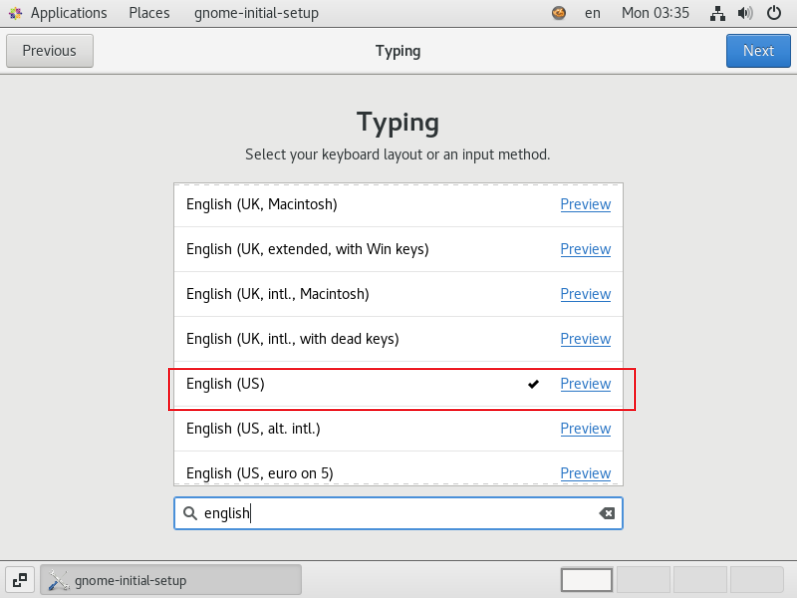 Applications Places gnome-initial-setup en Mon 03:35
Previous Typing Next
Typing
Select your keyboard layout or an input method.
English (UK, Macintosh) Preview
English (UK, extended, with Win keys) Preview
English (UK, intl., Macintosh) Preview
English (UK, intl., with dead keys) Preview
English (US) Preview
English (US, alt. intl.) Preview
English (US, euro on 5) Preview
english
gnome-initial-setup